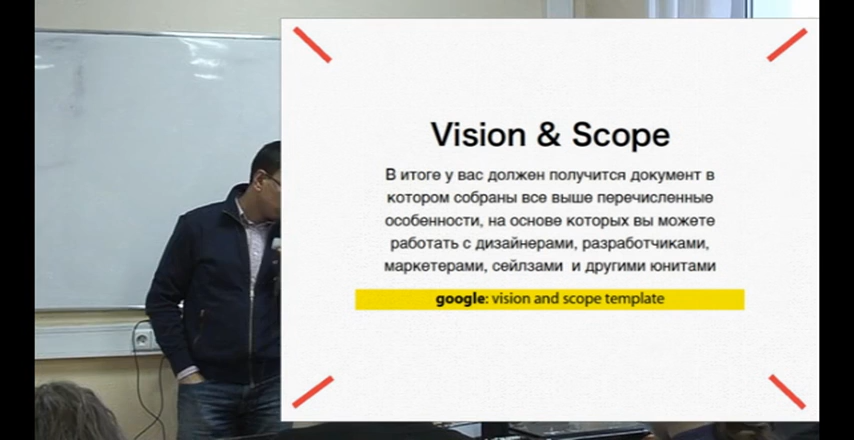 Vision & Scope
В итоге у вас должен получится документ в
котором собраны все выше перечисленные
особенности, на основе которых вы можете
работать с дизайнерами, разработчиками,
маркетерами, сейлзами и другими юнитами
google: vision and scope template